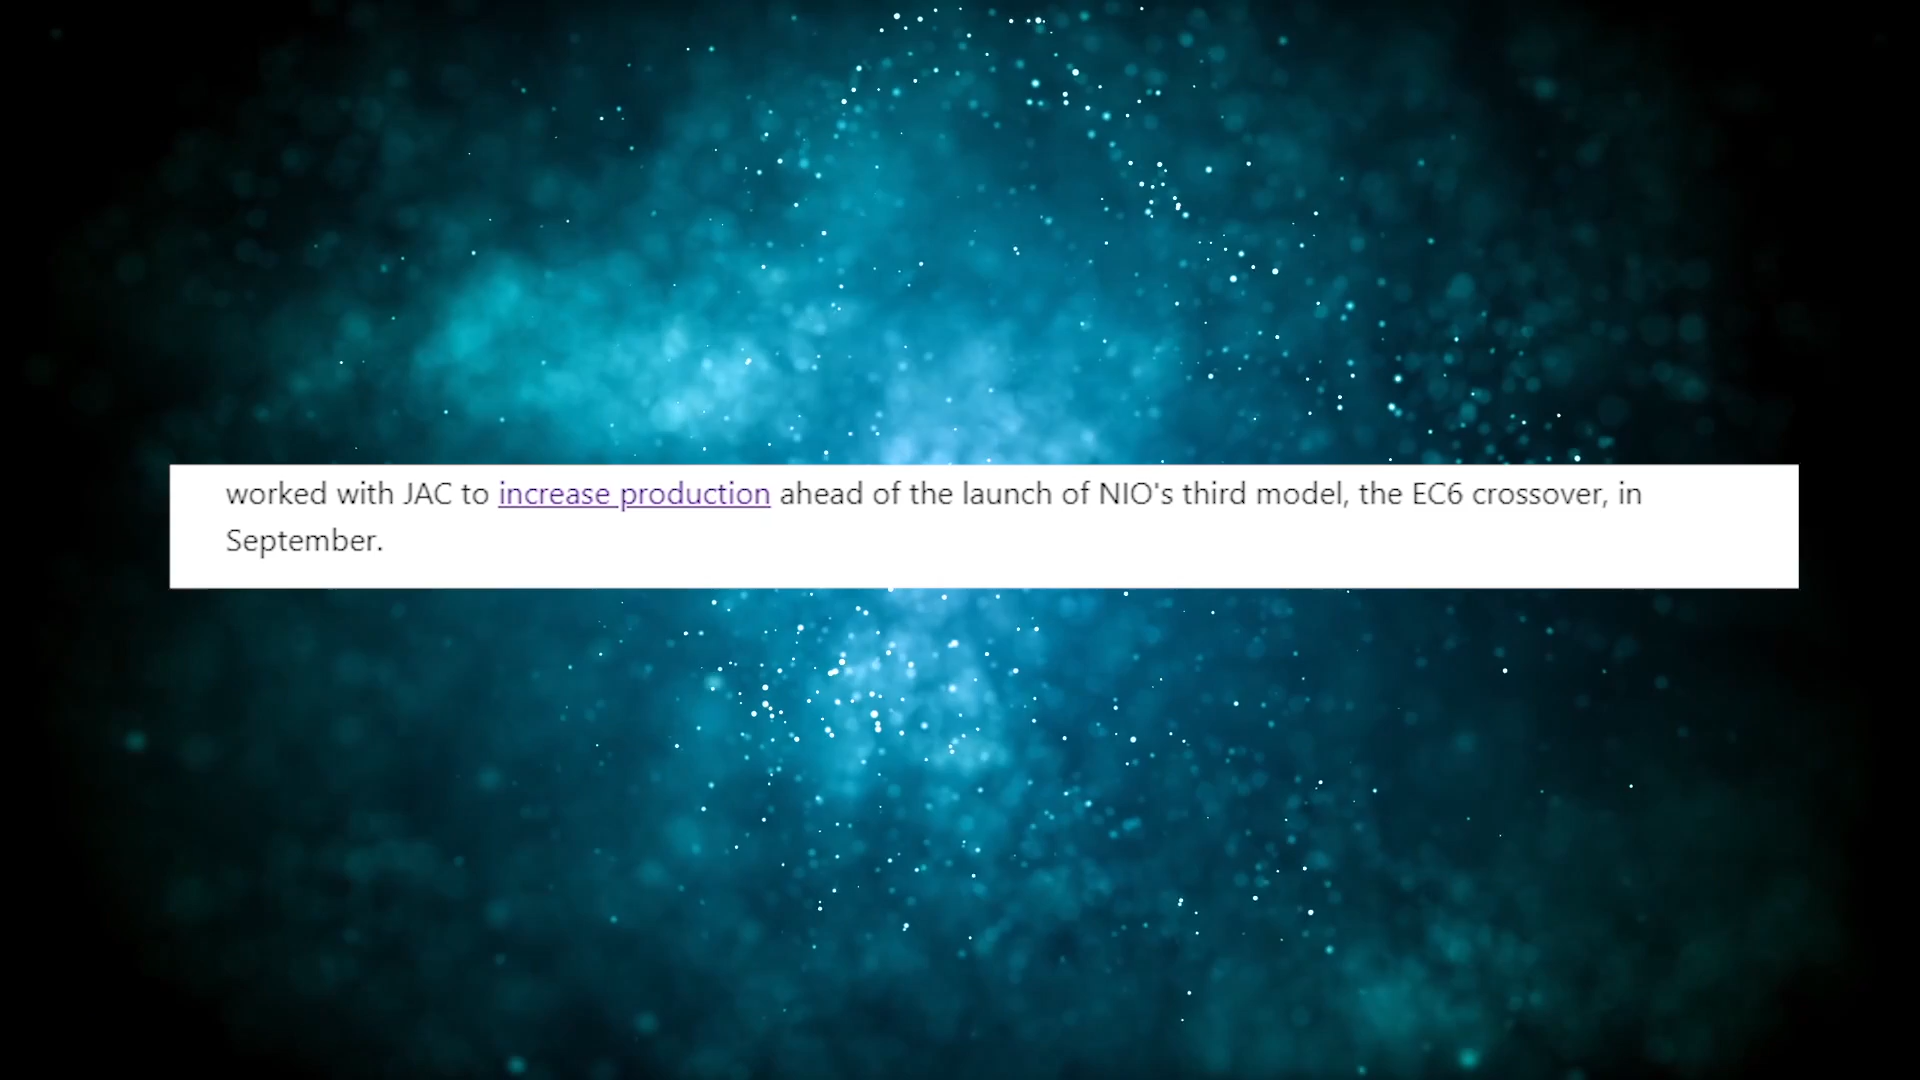 worked with JAC to increase production ahead of the launch of NIO's third model, the EC6 crossover, in
September.